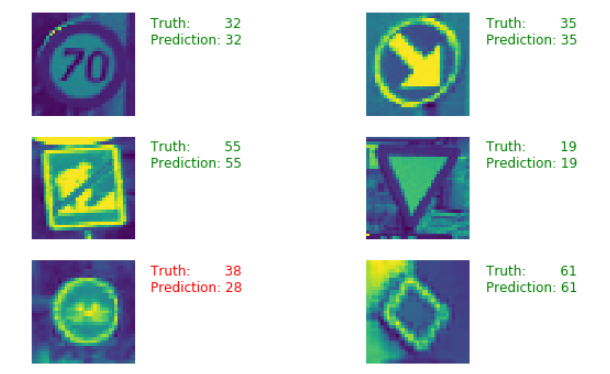 70
Truth: 32
Prediction: 32
Truth: 35
Prediction: 35
Truth: 55
Prediction: 55
Truth: 19
Prediction: 19
Truth: 38
Prediction: 28
Truth: 61
Prediction: 61